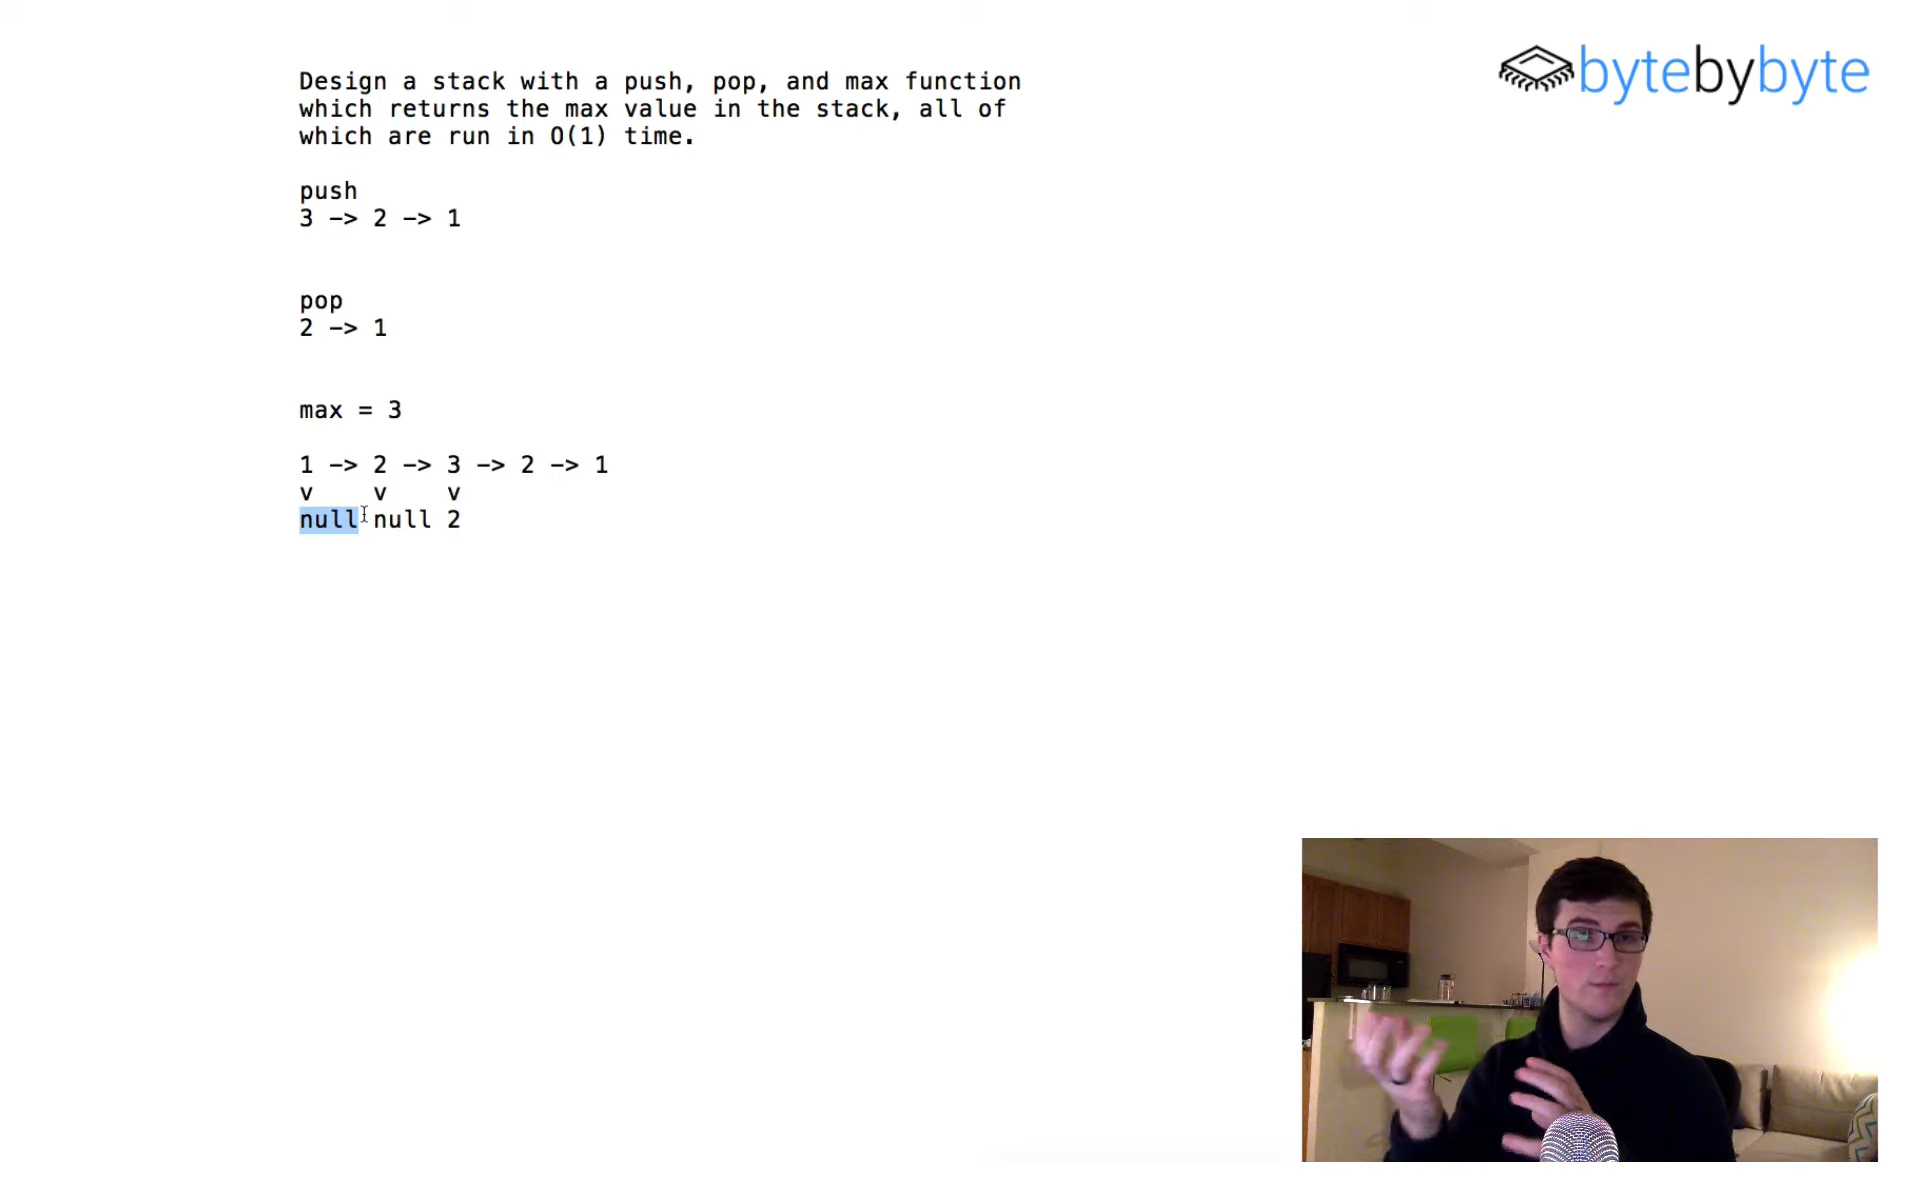 bytebybyte
Design a stack with a push, pop, and max function
which returns the max value in the stack, all of
which are run in O(1) time.
push
3 -> 2 -> 1
pop
2 -> 1
max = 3
1 -> 2 -> 3 -> 2 -> 1
v v v
null null 2